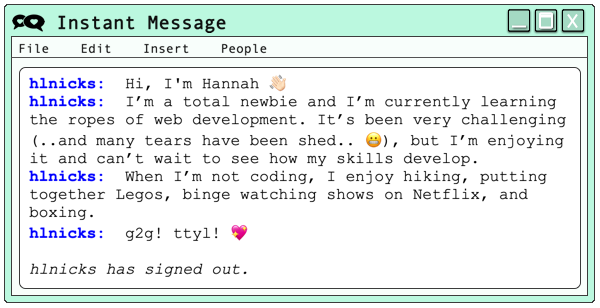 Instant Message
File Edit Insert People
hlnicks: Hi, I'm Hannah 👋🏻
hlnicks: I’m a total newbie and I’m currently learning
the ropes of web development. It’s been very challenging
(..and many tears have been shed.. 😬), but I’m enjoying
it and can’t wait to see how my skills develop.
hlnicks: When I’m not coding, I enjoy hiking, putting
together Legos, binge watching shows on Netflix, and
boxing.
hlnicks: g2g! ttyl! 💖
hlnicks has signed out.